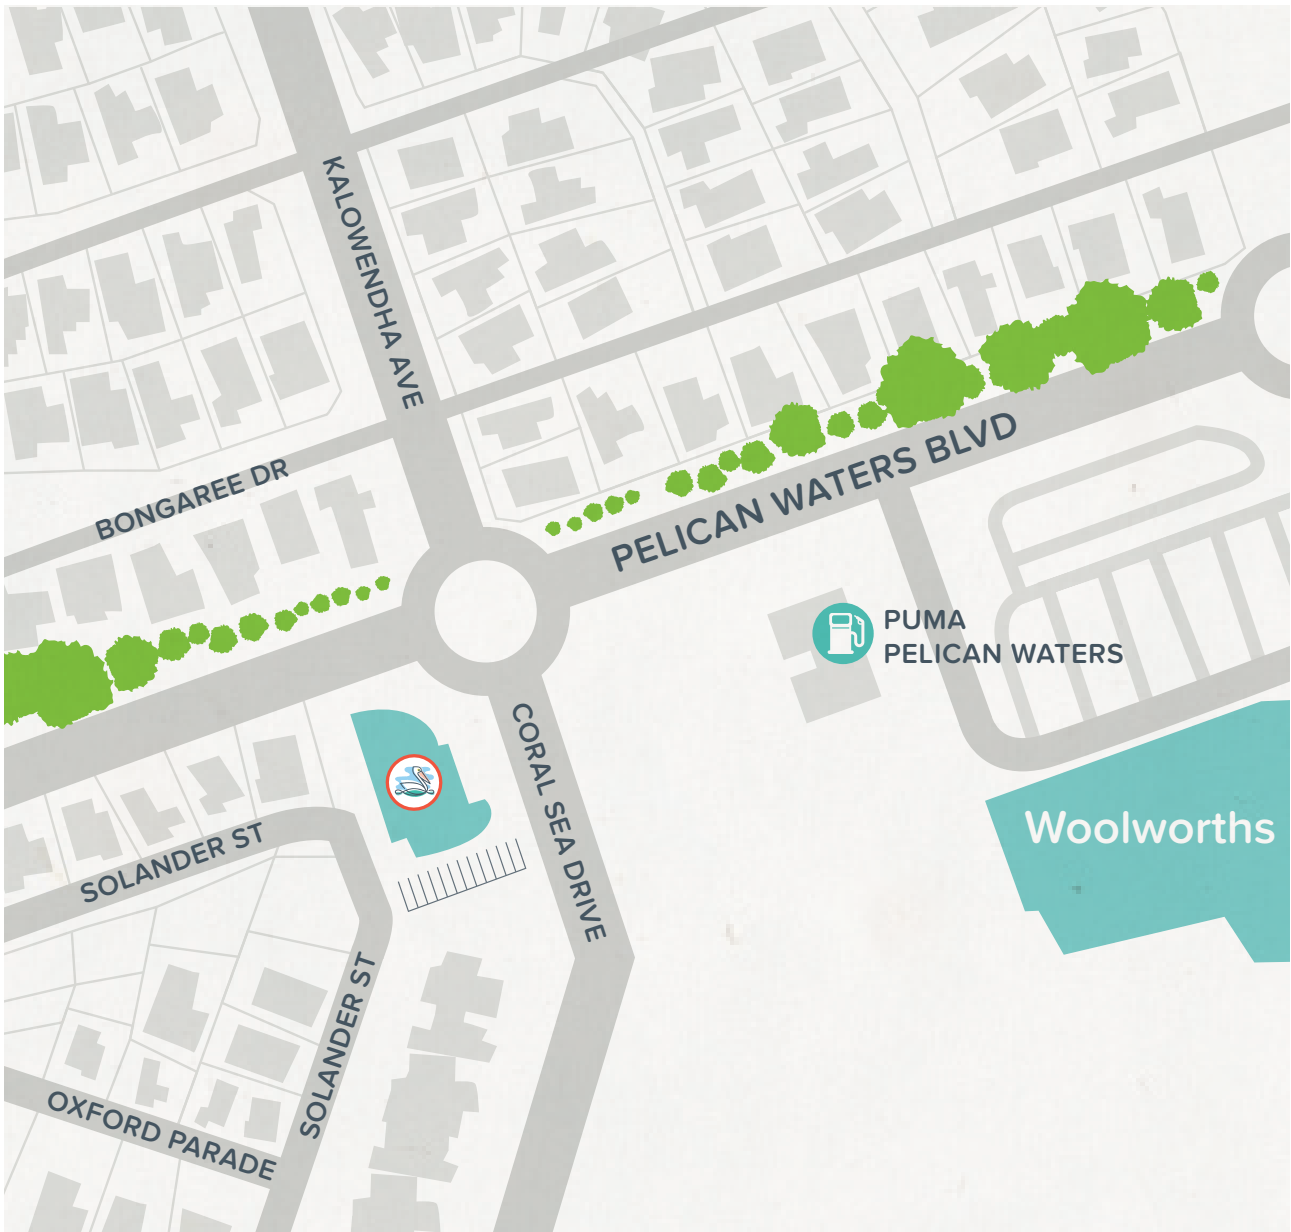 KALOWENDHA AVE
BONGAREE DR
PELICAN WATERS BLVD
PUMA
PELICAN WATERS
CORAL SEA DRIVE
Woolworths
SOLANDER ST
SOLANDER ST
OXFORD PARADE